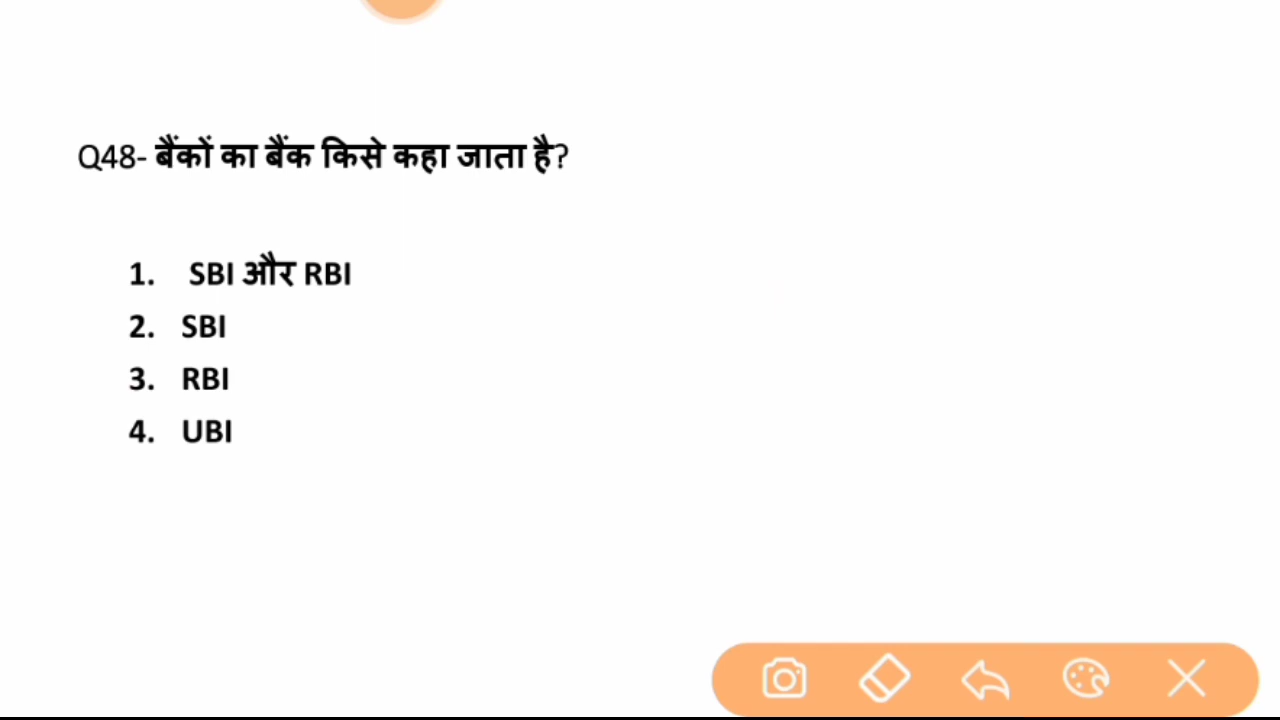 Q48- बैंकों का बैंक किसे कहा जाता है?
1. SBI और RBI
2. SBI
3. RBI
4. UBI